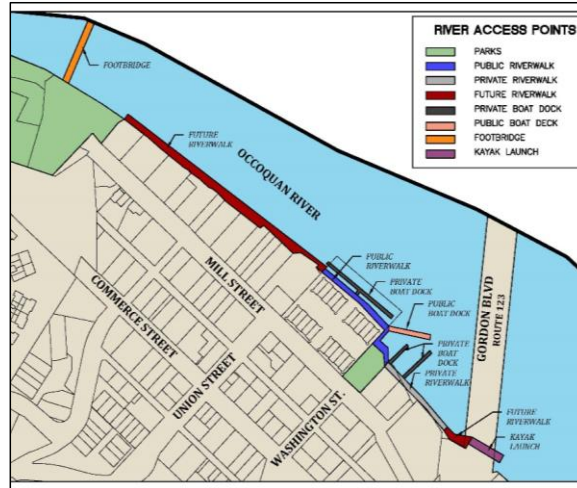 RIVER ACCESS POINTS
PARKS
PUBLIC RIVERWALK
PRIVATE RIVERWALK
FUTURE RIVERWALK
PRIVATE BOAT DOCK
PUBLIC BOAT DECK
FOOTBRIDGE
KAYAK LAUNCH
FOOTBRIDGE
FUTURE
RIVERWALK
OCCOQUAN RIVER
PUBLIC
RIVERWALK
PRIVATE
BOAT DOCK
PUBLIC
BOAT DOCK
GORDON BLVD
ROUTE 123
MILL STREET
COMMERCE STREET
UNION STREET
WASHINGTON ST.
PRIVATE
BOAT
DOCK
PRIVATE
RIVERWALK
FUTURE
RIVERWALK
KAYAK
LAUNCH